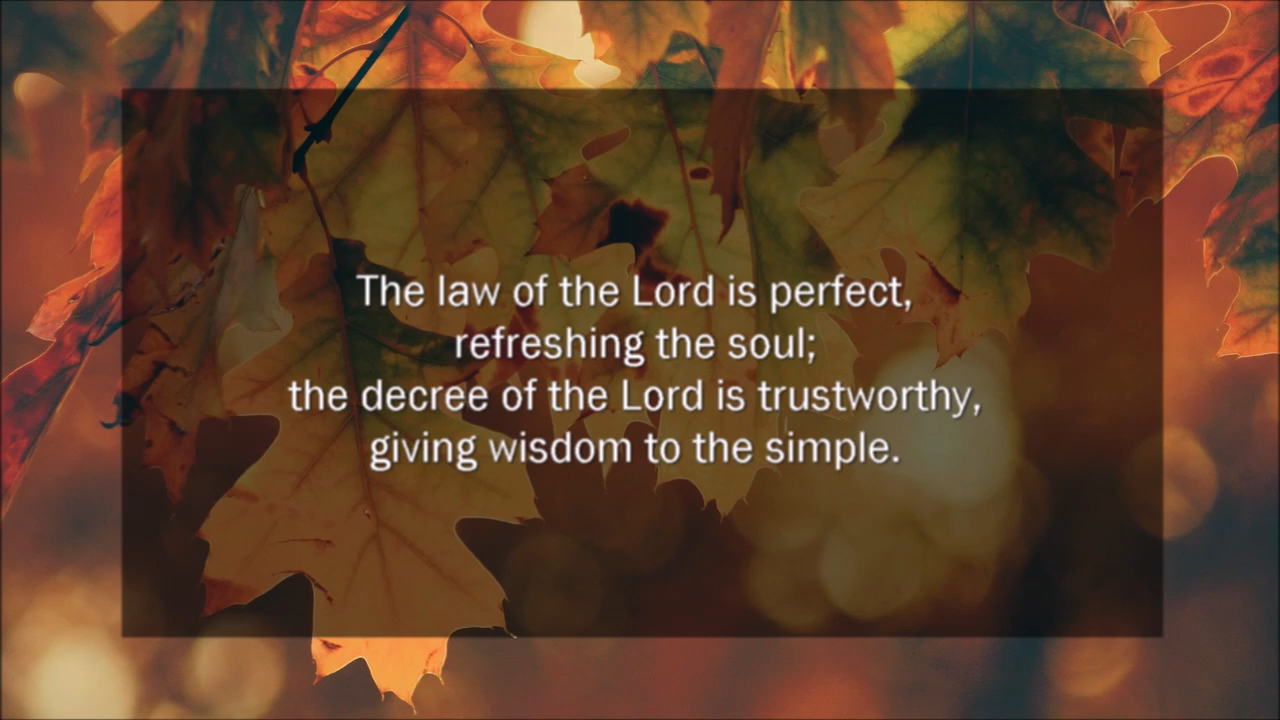 The law of the Lord is perfect,
refreshing the soul;
the decree of the Lord is trustworthy,
giving wisdom to the simple.